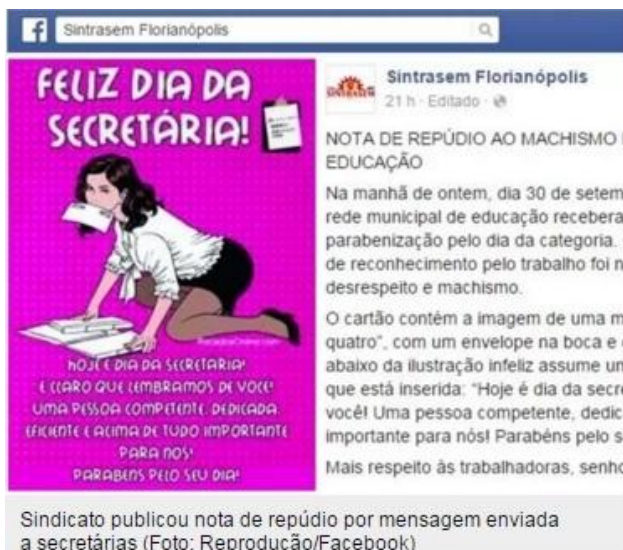 Sintrasem Florianópolis
FELIZ DIA DA
SECRETÁRIA!
RecadosOnline.com
HOJE É DIA DA SECRETÁRIA!
E CLARO QUE LEMBRAMOS DE VOCÊ!
UMA PESSOA COMPETENTE, DEDICADA,
EFICIENTE E ACIMA DE TUDO IMPORTANTE
PARA NÓS!
PARABÉNS PELO SEU DIA!
Sintrasem Florianópolis
21 h · Editado ·
NOTA DE REPÚDIO AO MACHISMO
EDUCAÇÃO
Na manhã de ontem, dia 30 de setem
rede municipal de educação recebera
parabenização pelo dia da categoria.
de reconhecimento pelo trabalho foi n
desrespeito e machismo.
O cartão contém a imagem de uma m
quatro", com um envelope na boca e
abaixo da ilustração infeliz assume un
que está inserida: "Hoje é dia da secre
você! Uma pessoa competente, dedic
importante para nós! Parabéns pelo s
Mais respeito às trabalhadoras, senho
Sindicato publicou nota de repúdio por mensagem enviada
a secretárias (Foto: Reprodução/Facebook)